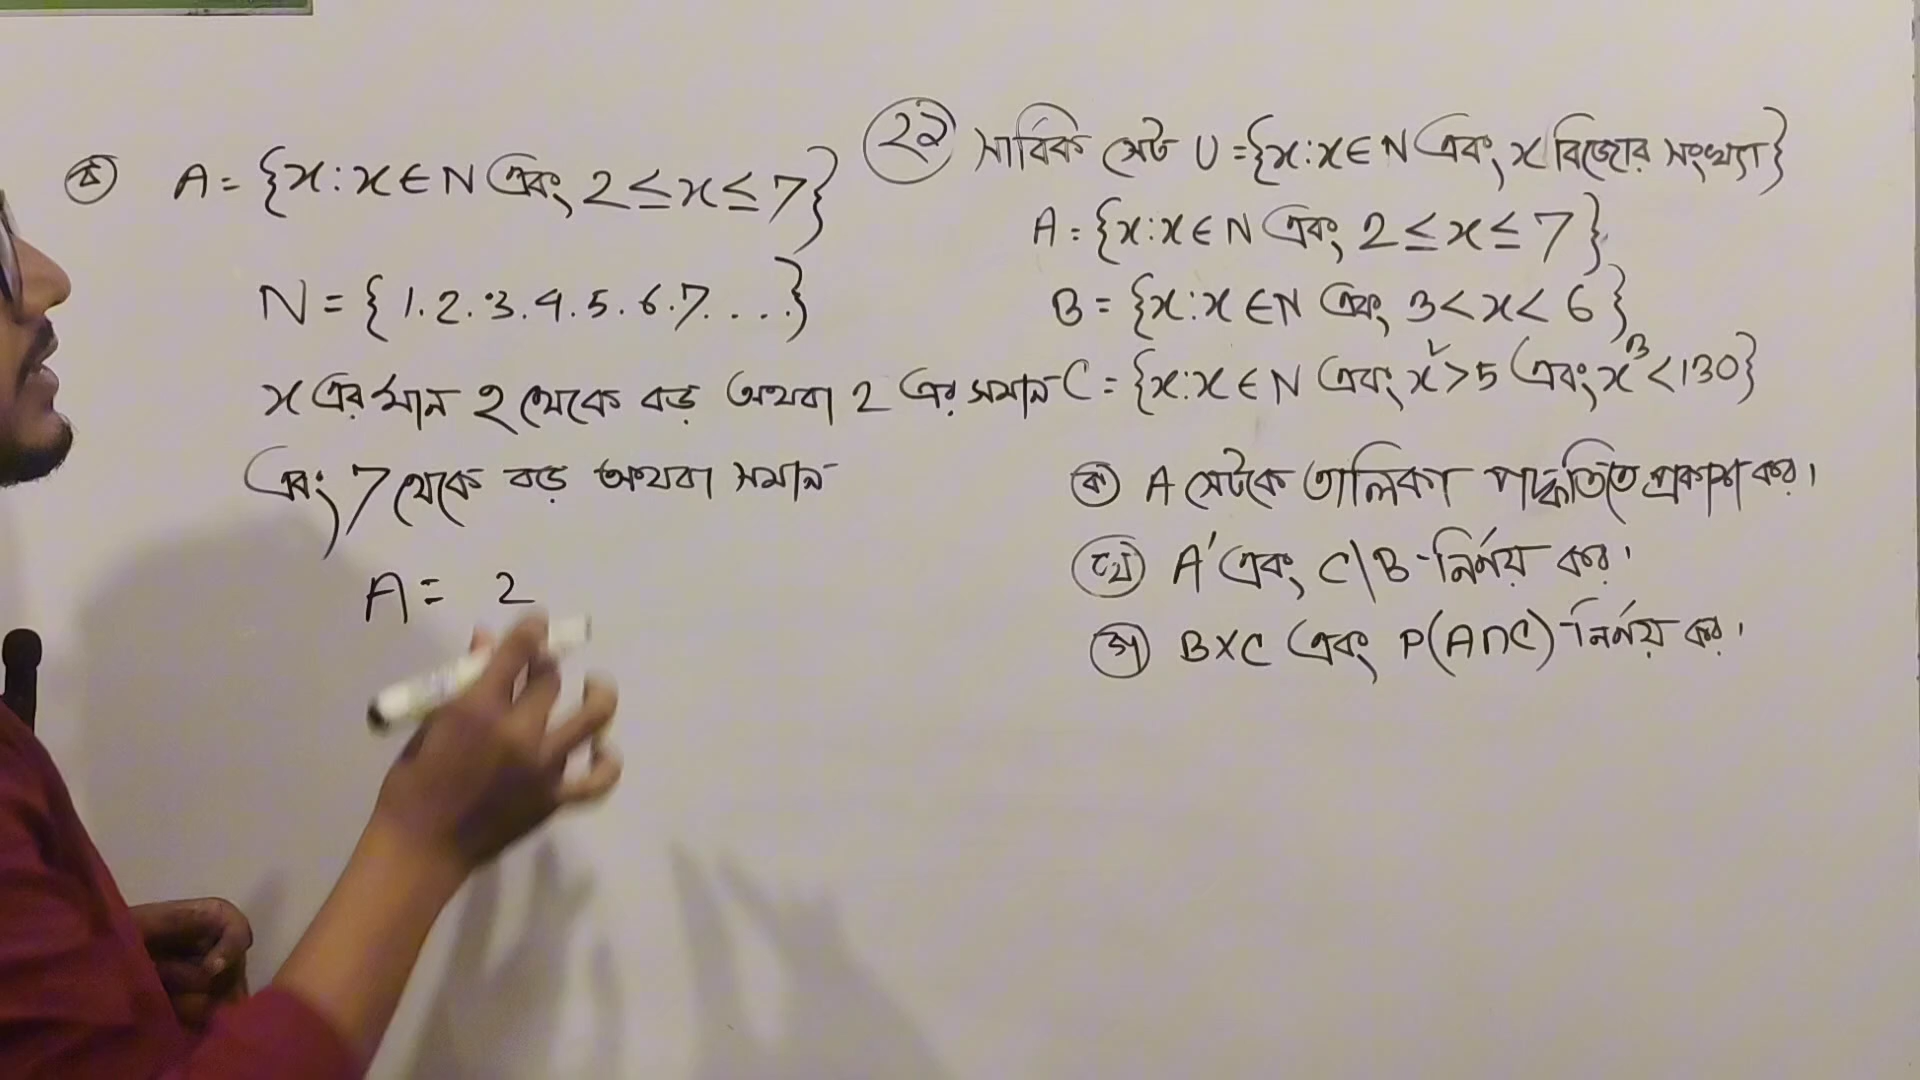 ক A = {x : x ∈ N এবং 2 ≤ x ≤ 7}
N = { 1. 2. 3. 4. 5. 6. 7. . . . }
x এর মান 2 থেকে বড় অথবা 2 এর সমান
এবং 7 থেকে বড় অথবা সমান
A = 2
২৯ সার্বিক সেট U = {x : x ∈ N এবং x বিজোর সংখ্যা}
A = {x : x ∈ N এবং 2 ≤ x ≤ 7}
B = {x : x ∈ N এবং 3 < x < 6}
C = {x : x ∈ N এবং x² > 5 এবং x³ < 130}
ক A সেটকে তালিকা পদ্ধতিতে প্রকাশ কর।
খ A′ এবং C\B নির্ণয় কর।
গ B×C এবং P(A∩C) নির্ণয় কর।